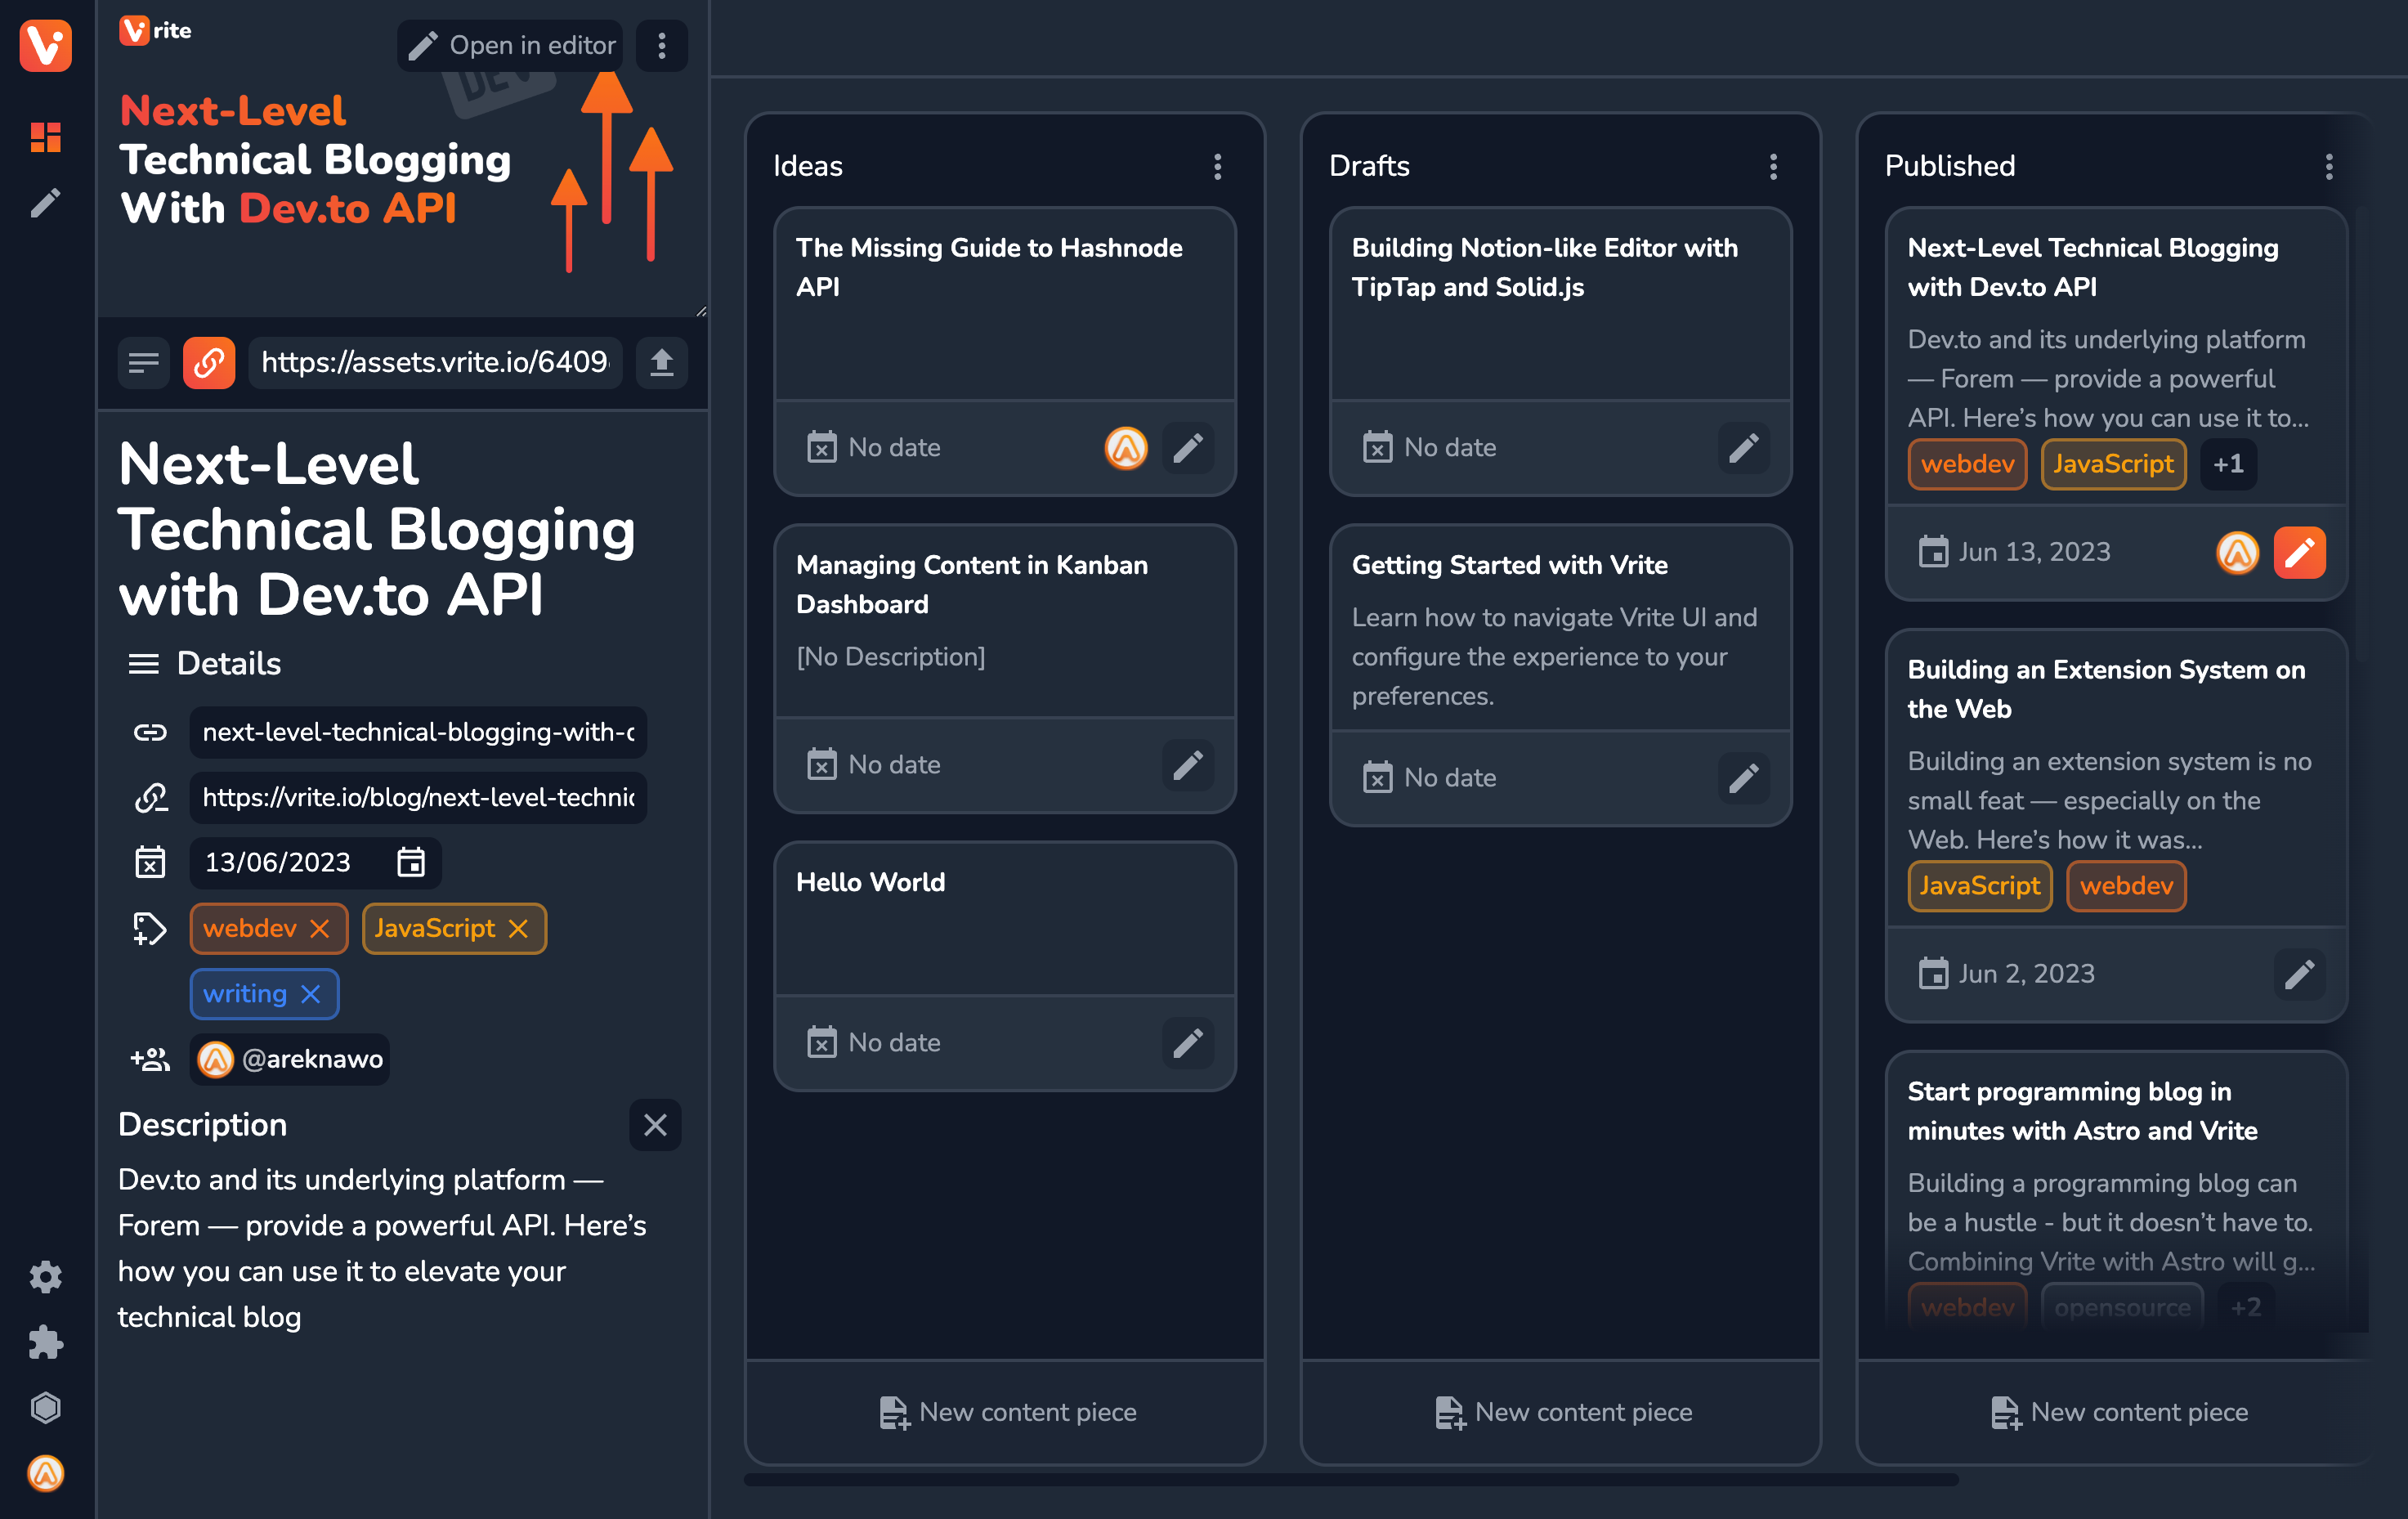 rite
Open in editor
DEV
Next-Level
Technical Blogging
With Dev.to API
https://assets.vrite.io/6409
Next-Level
Technical Blogging
with Dev.to API
Details
next-level-technical-blogging-with-
https://vrite.io/blog/next-level-technic
13/06/2023
webdev
JavaScript
writing
@areknawo
Description
Dev.to and its underlying platform —
Forem — provide a powerful API. Here’s
how you can use it to elevate your
technical blog
Ideas
The Missing Guide to Hashnode
API
No date
Managing Content in Kanban
Dashboard
[No Description]
No date
Hello World
No date
New content piece
Drafts
Building Notion-like Editor with
TipTap and Solid.js
No date
Getting Started with Vrite
Learn how to navigate Vrite UI and
configure the experience to your
preferences.
No date
New content piece
Published
Next-Level Technical Blogging
with Dev.to API
Dev.to and its underlying platform
— Forem — provide a powerful
API. Here’s how you can use it to...
webdev JavaScript +1
Jun 13, 2023
Building an Extension System on
the Web
Building an extension system is no
small feat — especially on the
Web. Here’s how it was...
JavaScript webdev
Jun 2, 2023
Start programming blog in
minutes with Astro and Vrite
Building a programming blog can
be a hustle - but it doesn’t have to.
Combining Vrite with Astro will g...
webdev opensource +2
New content piece